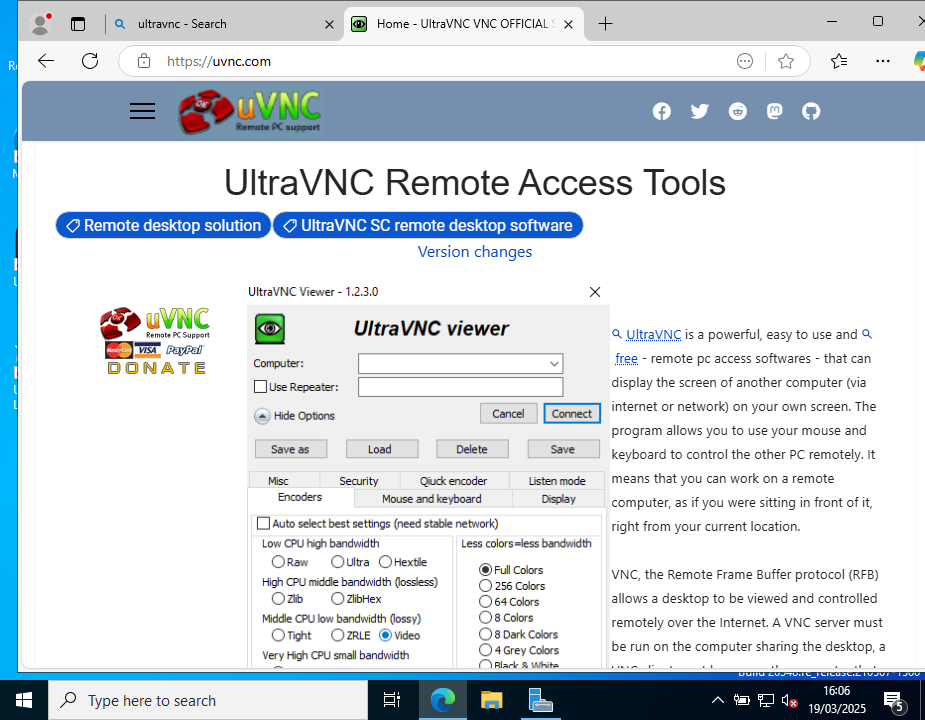 ultravnc - Search
Home - UltraVNC VNC OFFICIAL S
https://uvnc.com
uVNC
Remote PC support
UltraVNC Remote Access Tools
Remote desktop solution
UltraVNC SC remote desktop software
Version changes
uVNC
Remote PC Support
MasterCard VISA PayPal
DONATE
UltraVNC Viewer - 1.2.3.0
UltraVNC viewer
Computer:
Use Repeater:
Hide Options
Cancel
Connect
Save as
Load
Delete
Save
Misc
Security
Qiuck encoder
Listen mode
Encoders
Mouse and keyboard
Display
Auto select best settings (need stable network)
Low CPU high bandwidth
Raw
Ultra
Hextile
High CPU middle bandwidth (lossless)
Zlib
ZlibHex
Middle CPU low bandwidth (lossy)
Tight
ZRLE
Video
Very High CPU small bandwidth
Less colors=less bandwidth
Full Colors
256 Colors
64 Colors
8 Colors
8 Dark Colors
4 Grey Colors
Black & White
UltraVNC is a powerful, easy to use and
free - remote pc access softwares - that can
display the screen of another computer (via
internet or network) on your own screen. The
program allows you to use your mouse and
keyboard to control the other PC remotely. It
means that you can work on a remote
computer, as if you were sitting in front of it,
right from your current location.
VNC, the Remote Frame Buffer protocol (RFB)
allows a desktop to be viewed and controlled
remotely over the Internet. A VNC server must
be run on the computer sharing the desktop, a
Type here to search
16:06
19/03/2025
5